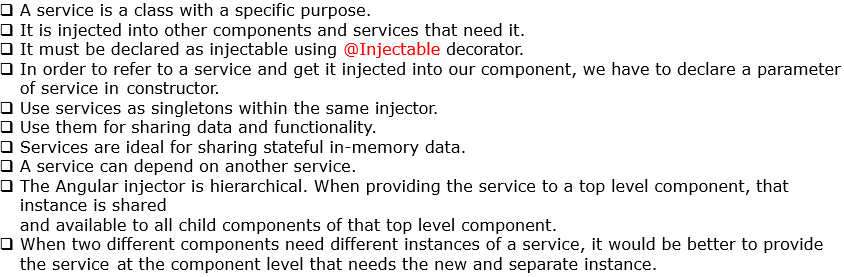 ❑ A service is a class with a specific purpose.
❑ It is injected into other components and services that need it.
❑ It must be declared as injectable using @Injectable decorator.
❑ In order to refer to a service and get it injected into our component, we have to declare a parameter
of service in constructor.
❑ Use services as singletons within the same injector.
❑ Use them for sharing data and functionality.
❑ Services are ideal for sharing stateful in-memory data.
❑ A service can depend on another service.
❑ The Angular injector is hierarchical. When providing the service to a top level component, that
instance is shared
and available to all child components of that top level component.
❑ When two different components need different instances of a service, it would be better to provide
the service at the component level that needs the new and separate instance.